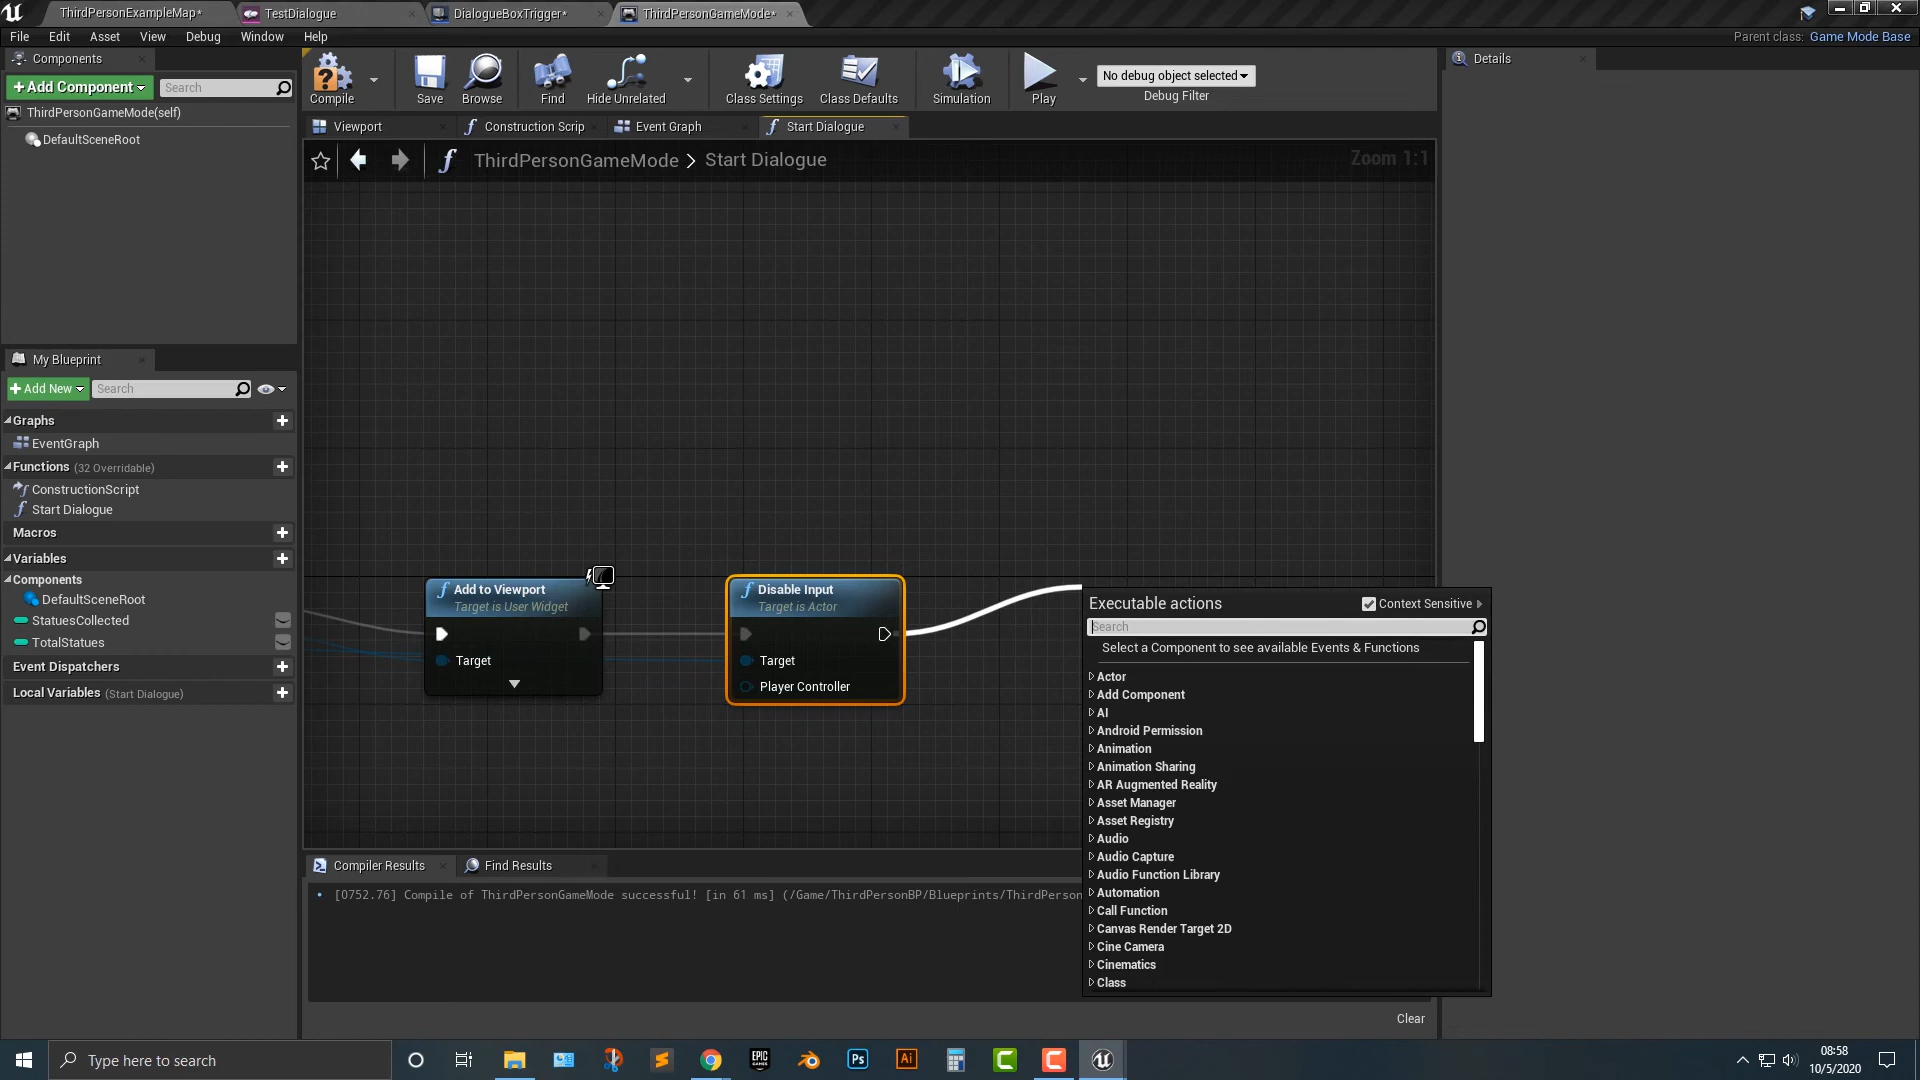 ThirdPersonExampleMap*
TestDialogue
DialogueBoxTrigger*
ThirdPersonGameMode*
File Edit Asset View Debug Window Help
Parent class: Game Mode Base
Components
Add Component
Search
ThirdPersonGameMode(self)
DefaultSceneRoot
Compile
Save
Browse
Find
Hide Unrelated
Class Settings
Class Defaults
Simulation
Play
No debug object selected
Debug Filter
Details
Viewport
Construction Scrip
Event Graph
Start Dialogue
ThirdPersonGameMode > Start Dialogue
Zoom 1:1
My Blueprint
Add New
Search
Graphs
EventGraph
Functions (32 Overridable)
ConstructionScript
Start Dialogue
Macros
Variables
Components
DefaultSceneRoot
StatuesCollected
TotalStatues
Event Dispatchers
Local Variables (Start Dialogue)
Add to Viewport
Target is User Widget
Target
Disable Input
Target is Actor
Target
Player Controller
Executable actions
Context Sensitive
Search
Select a Component to see available Events & Functions
Actor
Add Component
AI
Android Permission
Animation
Animation Sharing
AR Augmented Reality
Asset Manager
Asset Registry
Audio
Audio Capture
Audio Function Library
Automation
Call Function
Canvas Render Target 2D
Cine Camera
Cinematics
Class
Compiler Results
Find Results
[0752.76] Compile of ThirdPersonGameMode successful! [in 61 ms] (/Game/ThirdPersonBP/Blueprints/ThirdPerson
Clear
Type here to search
EPIC GAMES
Ps
Ai
08:58
10/5/2020